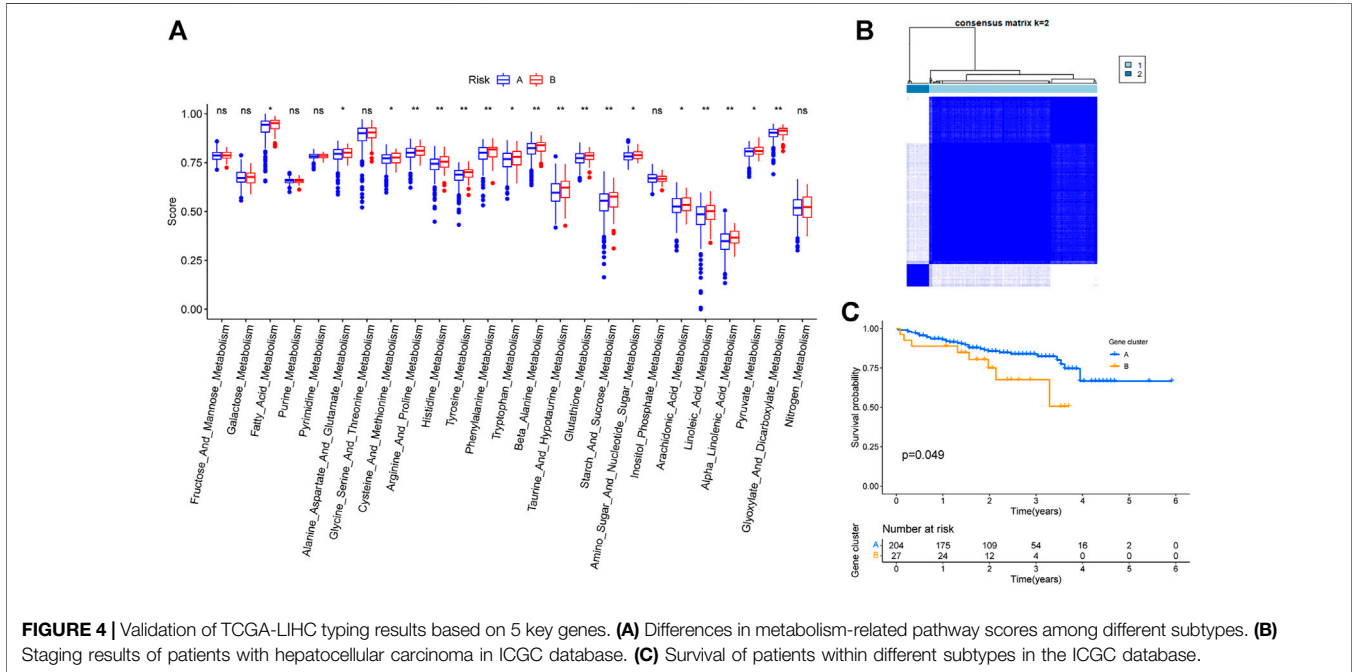 A
Risk A B
ns ns * ns ns * ns * ** ** ** ** * ** ** ** ** * ns * ** ** * ** ns
1.00
0.75
0.50
0.25
0.00
Score
Fructose_And_Mannose_Metabolism
Galactose_Metabolism
Fatty_Acid_Metabolism
Purine_Metabolism
Pyrimidine_Metabolism
Alanine_Aspartate_And_Glutamate_Metabolism
Glycine_Serine_And_Threonine_Metabolism
Cysteine_And_Methionine_Metabolism
Arginine_And_Proline_Metabolism
Histidine_Metabolism
Tyrosine_Metabolism
Phenylalanine_Metabolism
Tryptophan_Metabolism
Beta_Alanine_Metabolism
Taurine_And_Hypotaurine_Metabolism
Glutathione_Metabolism
Starch_And_Sucrose_Metabolism
Amino_Sugar_And_Nucleotide_Sugar_Metabolism
Inositol_Phosphate_Metabolism
Arachidonic_Acid_Metabolism
Linoleic_Acid_Metabolism
Alpha_Linolenic_Acid_Metabolism
Pyruvate_Metabolism
Glyoxylate_And_Dicarboxylate_Metabolism
Nitrogen_Metabolism
B
consensus matrix k=2
1
2
C
1.00
0.75
0.50
0.25
0.00
Survival probability
Gene cluster
A
B
p=0.049
0 1 2 3 4 5 6
Time(years)
Number at risk
Gene cluster
A 204 175 109 54 16 2 0
B 27 24 12 4 0 0 0
0 1 2 3 4 5 6
Time(years)
FIGURE 4 | Validation of TCGA-LIHC typing results based on 5 key genes. (A) Differences in metabolism-related pathway scores among different subtypes. (B)
Staging results of patients with hepatocellular carcinoma in ICGC database. (C) Survival of patients within different subtypes in the ICGC database.